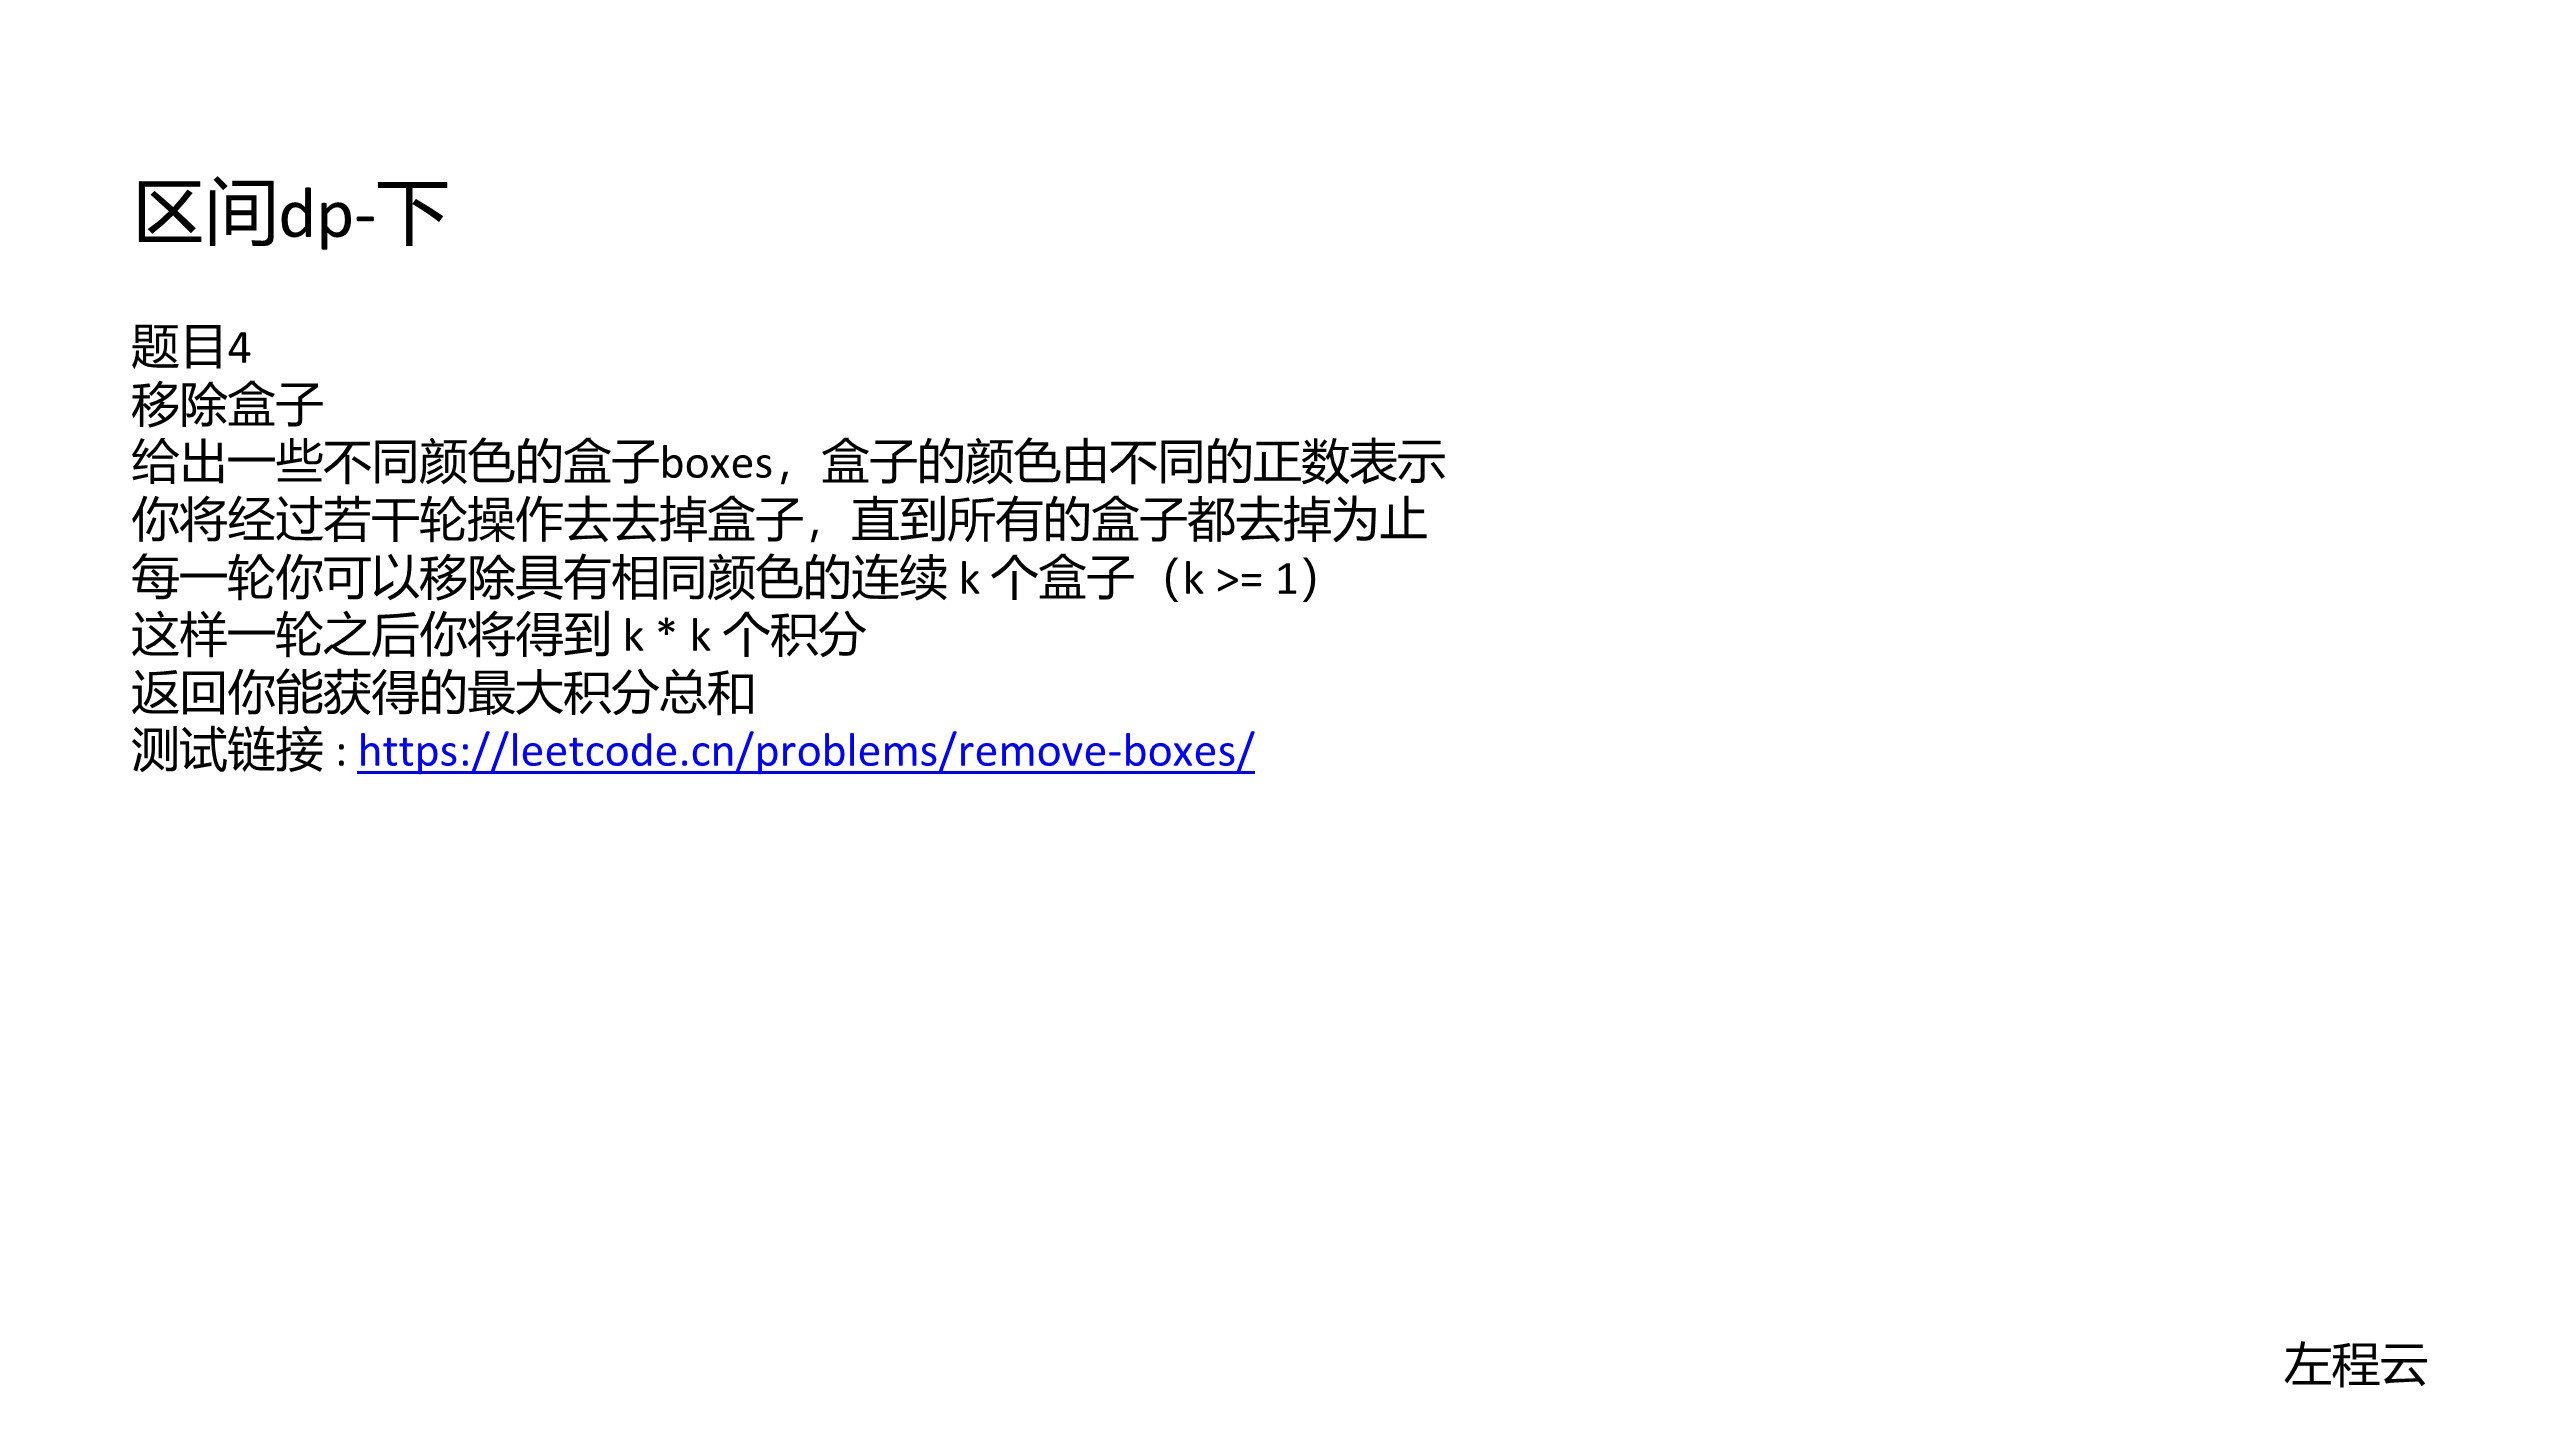 区间dp-下
题目4
移除盒子
给出一些不同颜色的盒子boxes，盒子的颜色由不同的正数表示
你将经过若干轮操作去去掉盒子，直到所有的盒子都去掉为止
每一轮你可以移除具有相同颜色的连续 k 个盒子（k >= 1）
这样一轮之后你将得到 k * k 个积分
返回你能获得的最大积分总和
测试链接 : https://leetcode.cn/problems/remove-boxes/
左程云